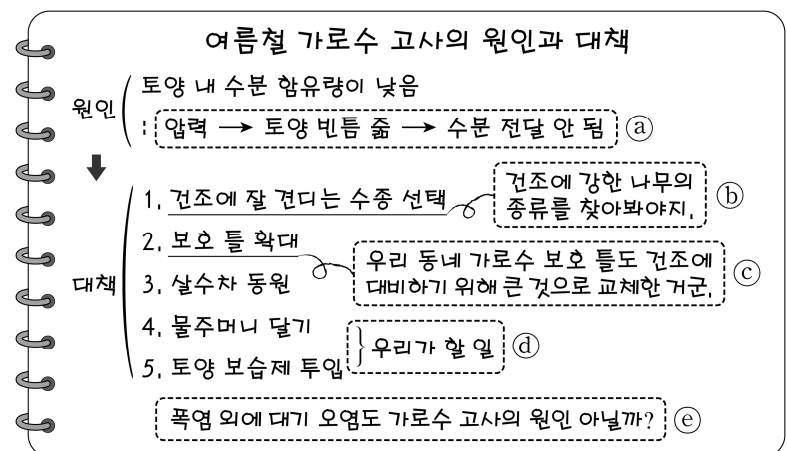 여름철 가로수 고사의 원인과 대책
원인
토양 내 수분 함유량이 낮음
: 압력 → 토양 빈틈 줆 → 수분 전달 안 됨 ⓐ
대책
1. 건조에 잘 견디는 수종 선택
건조에 강한 나무의
종류를 찾아봐야지. ⓑ
2. 보호 틀 확대
우리 동네 가로수 보호 틀도 건조에
대비하기 위해 큰 것으로 교체한 거군. ⓒ
3. 살수차 동원
4. 물주머니 달기
5. 토양 보습제 투입
우리가 할 일 ⓓ
폭염 외에 대기 오염도 가로수 고사의 원인 아닐까? ⓔ